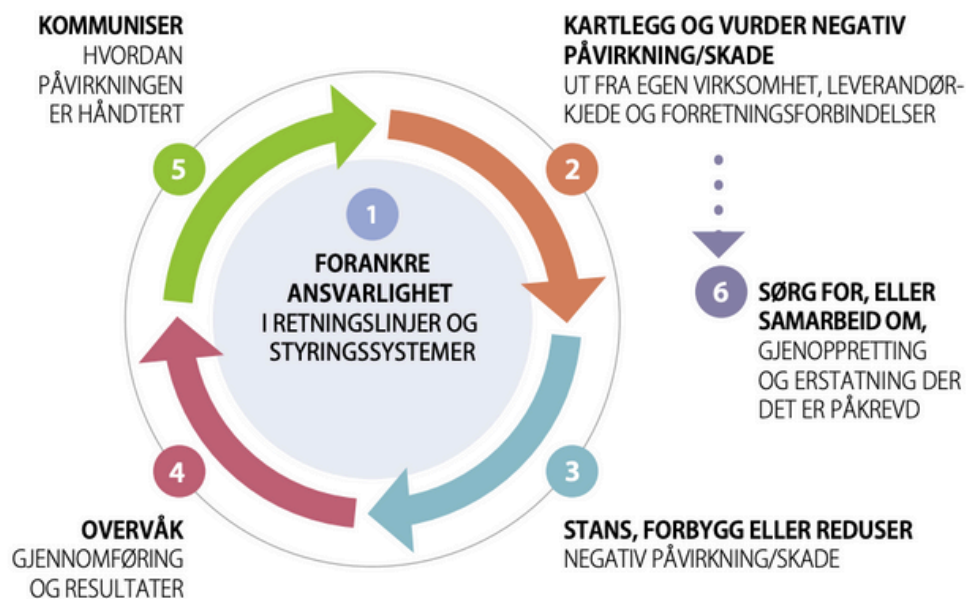 1
FORANKRE
ANSVARLIGHET
I RETNINGSLINJER OG
STYRINGSSYSTEMER
2
KARTLEGG OG VURDER NEGATIV
PÅVIRKNING/SKADE
UT FRA EGEN VIRKSOMHET, LEVERANDØR-
KJEDE OG FORRETNINGSFORBINDELSER
3
STANS, FORBYGG ELLER REDUSER
NEGATIV PÅVIRKNING/SKADE
4
OVERVÅK
GJENNOMFØRING
OG RESULTATER
5
KOMMUNISER
HVORDAN
PÅVIRKNINGEN
ER HÅNDTERT
6
SØRG FOR, ELLER
SAMARBEID OM,
GJENOPPRETTING
OG ERSTATNING DER
DET ER PÅKREVD